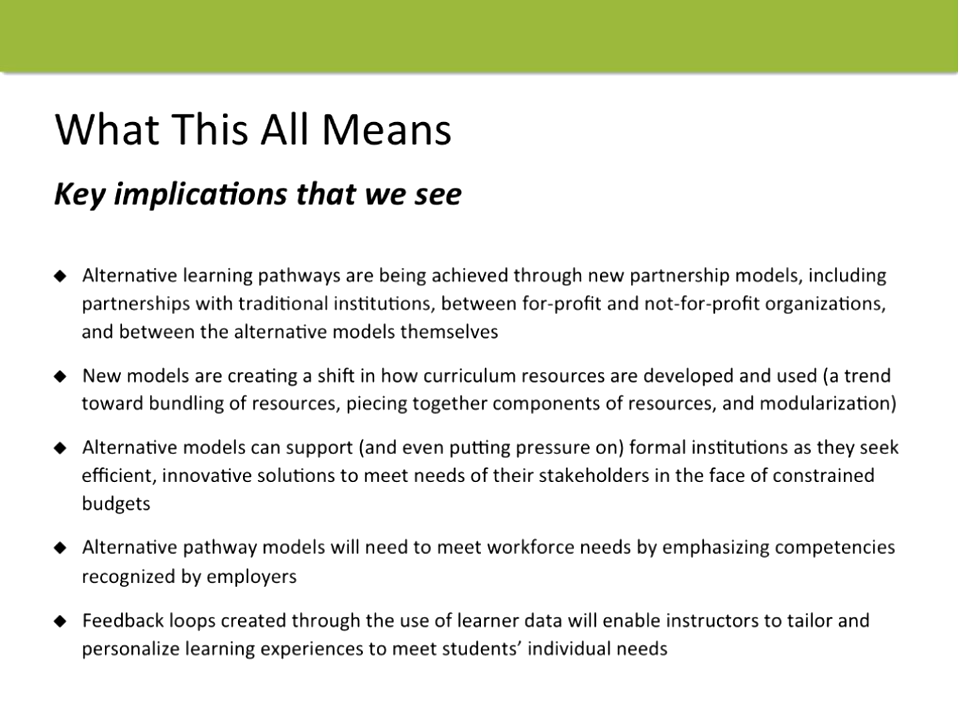 What This All Means
Key implications that we see
◆ Alternative learning pathways are being achieved through new partnership models, including
partnerships with traditional institutions, between for-profit and not-for-profit organizations,
and between the alternative models themselves
◆ New models are creating a shift in how curriculum resources are developed and used (a trend
toward bundling of resources, piecing together components of resources, and modularization)
◆ Alternative models can support (and even putting pressure on) formal institutions as they seek
efficient, innovative solutions to meet needs of their stakeholders in the face of constrained
budgets
◆ Alternative pathway models will need to meet workforce needs by emphasizing competencies
recognized by employers
◆ Feedback loops created through the use of learner data will enable instructors to tailor and
personalize learning experiences to meet students’ individual needs